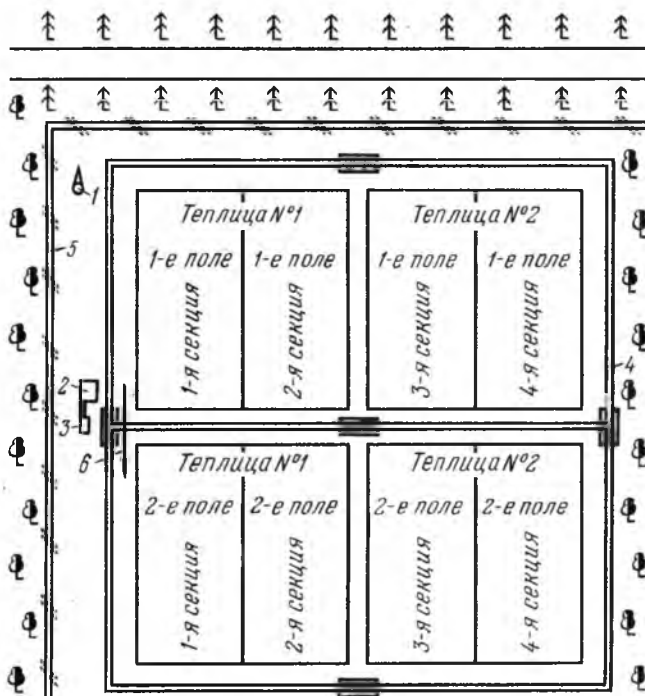 1
Теплица №1
Теплица №2
5
1-е поле
1-е поле
1-е поле
1-е поле
1-я секция
2-я секция
3-я секция
4-я секция
4
2
3
6
Теплица №1
Теплица №2
2-е поле
2-е поле
2-е поле
2-е поле
1-я секция
2-я секция
3-я секция
4-я секция